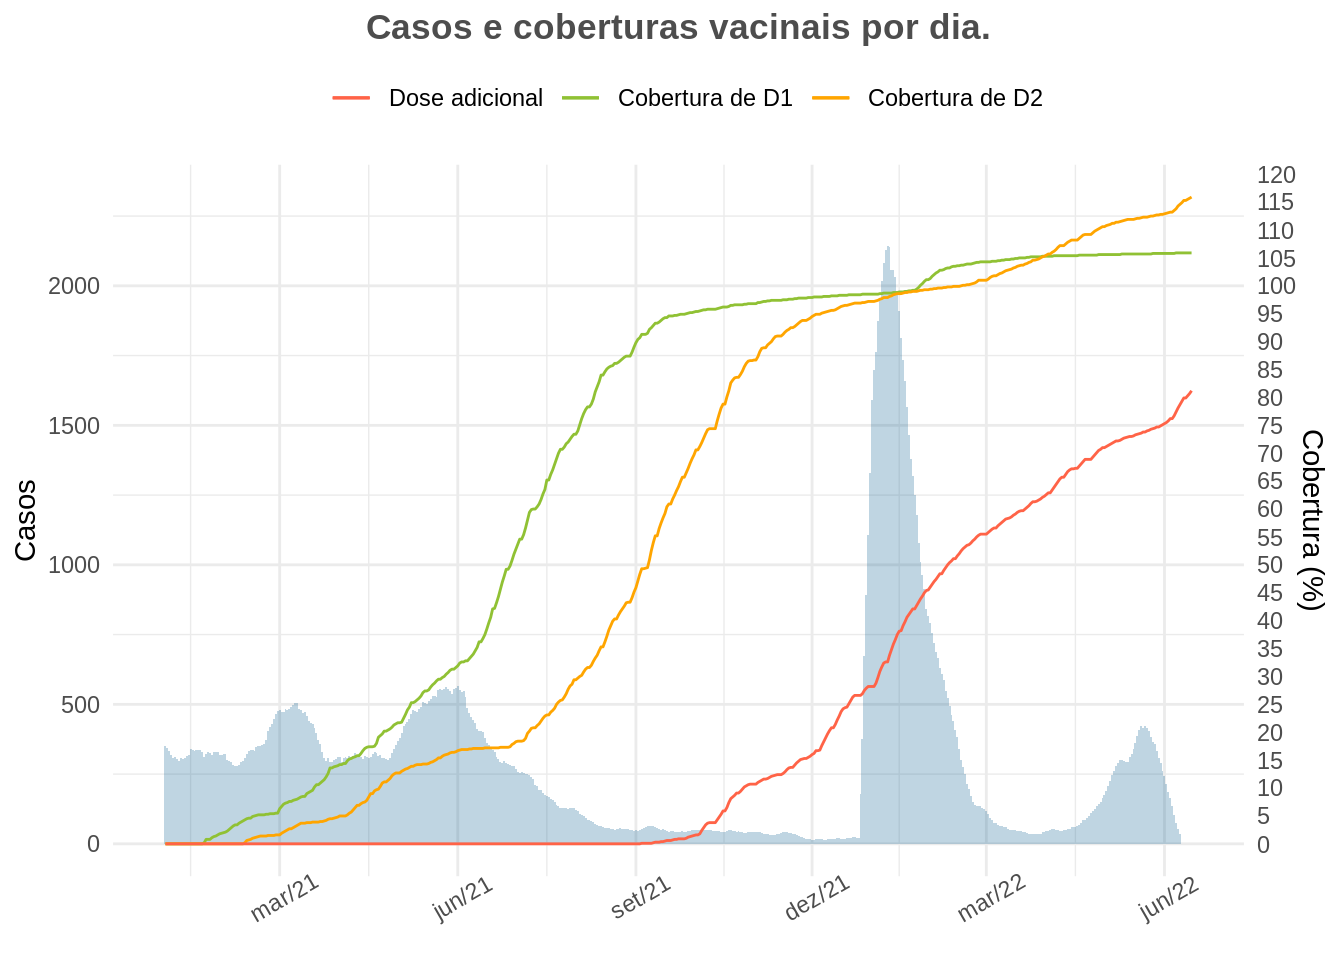 Casos e coberturas vacinais por dia.
Dose adicional
Cobertura de D1
Cobertura de D2
Casos
2000
1500
1000
500
0
120
115
110
105
100
95
90
85
80
75
70
65
60
55
50
45
40
35
30
25
20
15
10
5
0
Cobertura (%)
mar/21
jun/21
set/21
dez/21
mar/22
jun/22